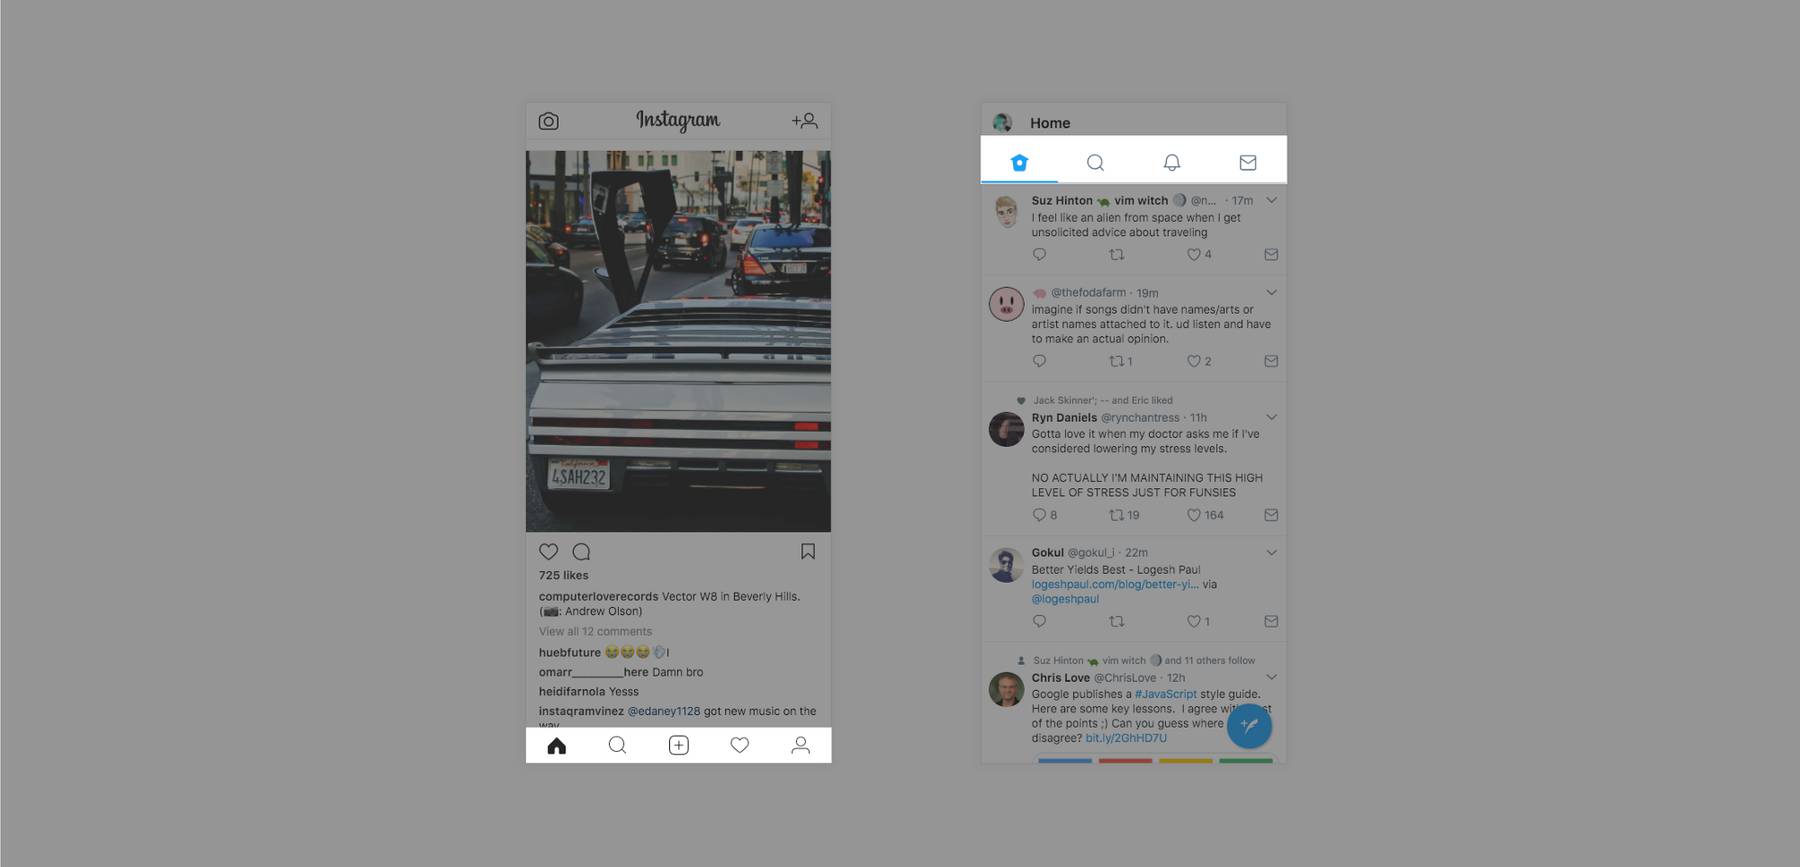 Instagram
California
4SAH232
725 likes
computerloverecords Vector W8 in Beverly Hills.
(📷: Andrew Olson)
View all 12 comments
huebfuture 😭😭😭💨!
omarr_________here Damn bro
heidifarnola Yesss
instaqramvinez @edaney1128 got new music on the
way
Home
Suz Hinton 🐢 vim witch 🌒 @n... · 17m
I feel like an alien from space when I get
unsolicited advice about traveling
4
🐷 @thefodafarm · 19m
imagine if songs didn't have names/arts or
artist names attached to it. ud listen and have
to make an actual opinion.
1 2
Jack Skinner'; -- and Eric liked
Ryn Daniels @rynchantress · 11h
Gotta love it when my doctor asks me if I've
considered lowering my stress levels.
NO ACTUALLY I'M MAINTAINING THIS HIGH
LEVEL OF STRESS JUST FOR FUNSIES
8 19 164
Gokul @gokul_i · 22m
Better Yields Best - Logesh Paul
logeshpaul.com/blog/better-yi... via
@logeshpaul
1
Suz Hinton 🐢 vim witch 🌒 and 11 others follow
Chris Love @ChrisLove · 12h
Google publishes a #JavaScript style guide.
Here are some key lessons. I agree
of the points ;) Can you guess where
disagree? bit.ly/2GhHD7U